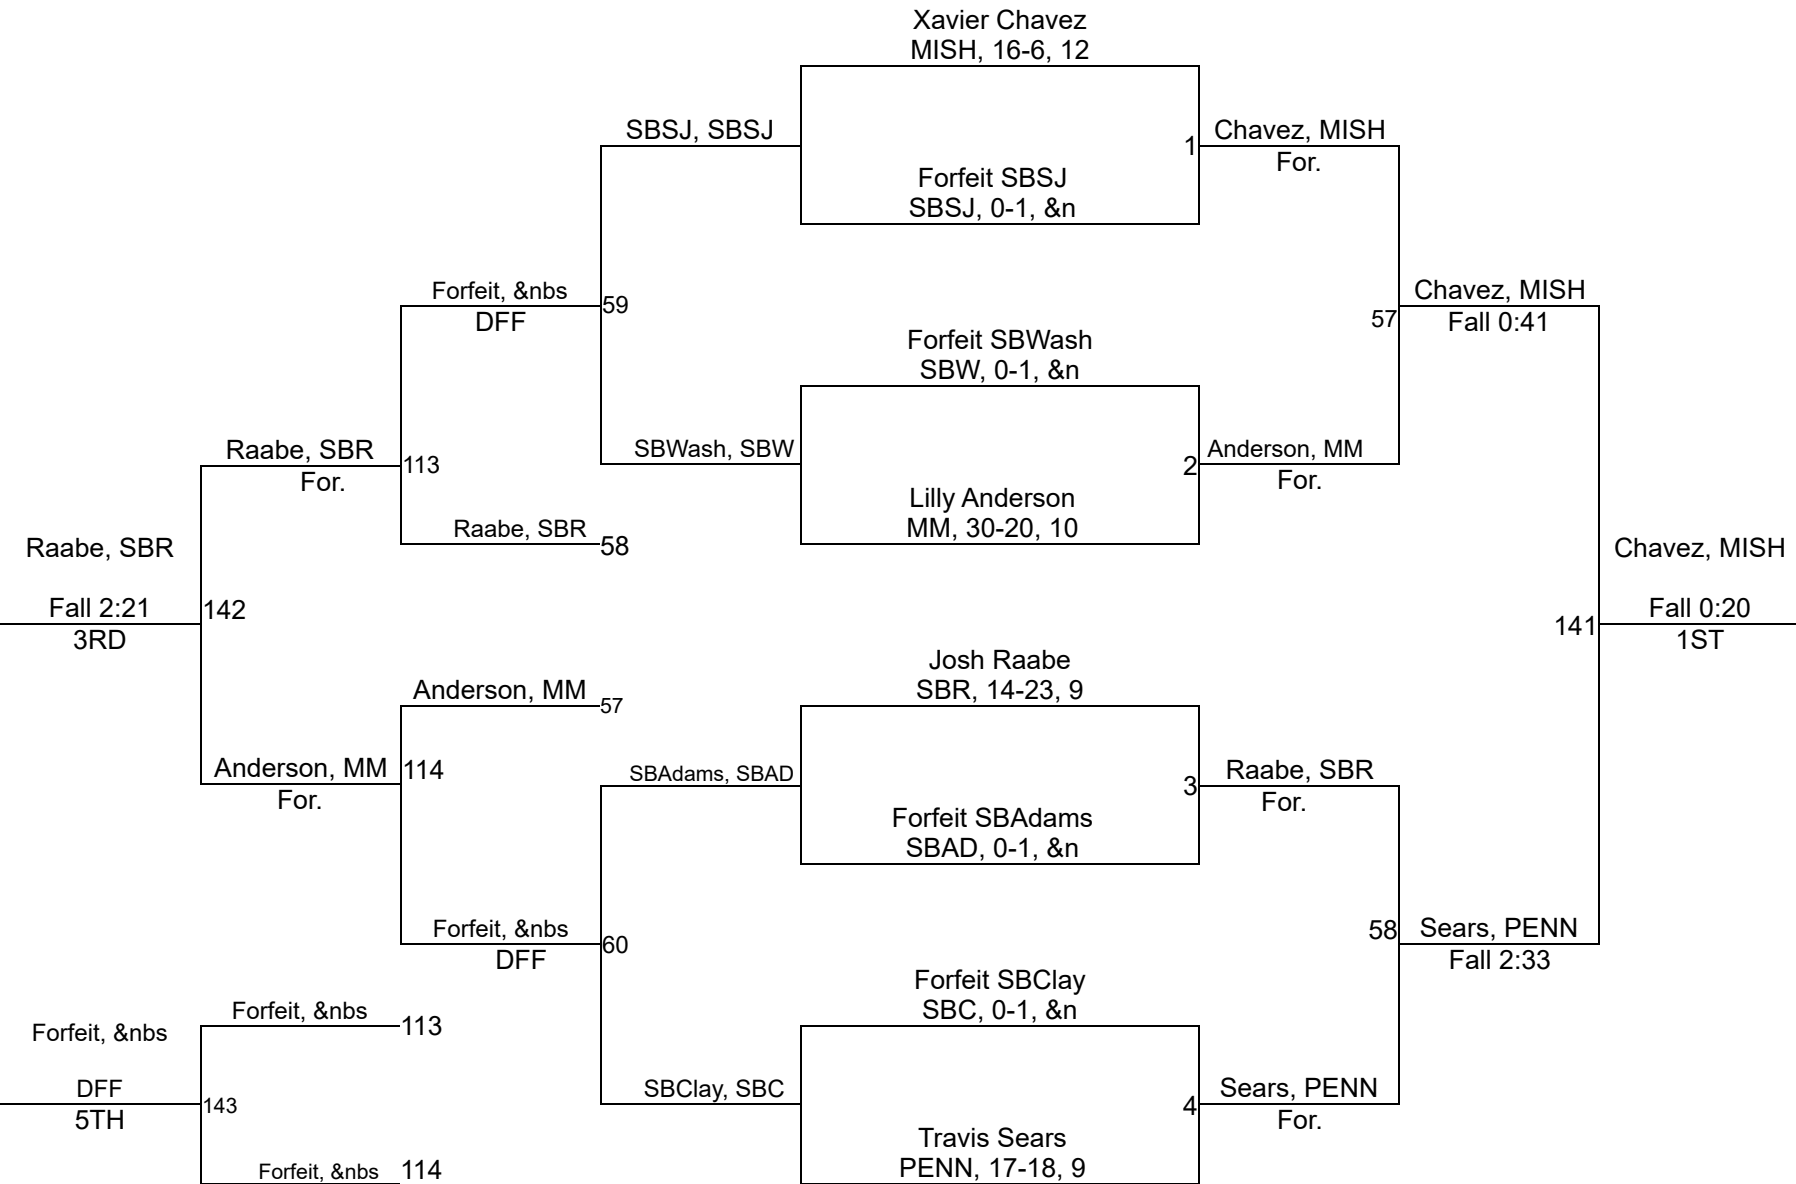 Xavier Chavez
MISH, 16-6, 12
SBSJ, SBSJ
1
Chavez, MISH
For.
Forfeit SBSJ
SBSJ, 0-1, &n
Forfeit, &nbs
DFF
59
57
Chavez, MISH
Fall 0:41
Forfeit SBWash
SBW, 0-1, &n
Raabe, SBR
For.
113
SBWash, SBW
2
Anderson, MM
For.
Lilly Anderson
MM, 30-20, 10
Raabe, SBR
58
Raabe, SBR
Fall 2:21
3RD
142
Chavez, MISH
Fall 0:20
1ST
141
Josh Raabe
SBR, 14-23, 9
Anderson, MM
57
Anderson, MM
For.
114
SBAdams, SBAD
3
Raabe, SBR
For.
Forfeit SBAdams
SBAD, 0-1, &n
Forfeit, &nbs
DFF
60
58
Sears, PENN
Fall 2:33
Forfeit SBClay
SBC, 0-1, &n
Forfeit, &nbs
113
Forfeit, &nbs
DFF
5TH
143
SBClay, SBC
4
Sears, PENN
For.
Travis Sears
PENN, 17-18, 9
Forfeit, &nbs
114